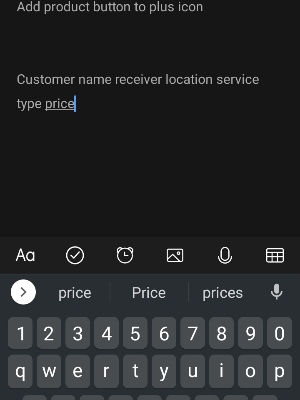 Add product button to plus icon
Customer name receiver location service
type price
Aa
price Price prices
1 2 3 4 5 6 7 8 9 0
q w e r t y u i o p